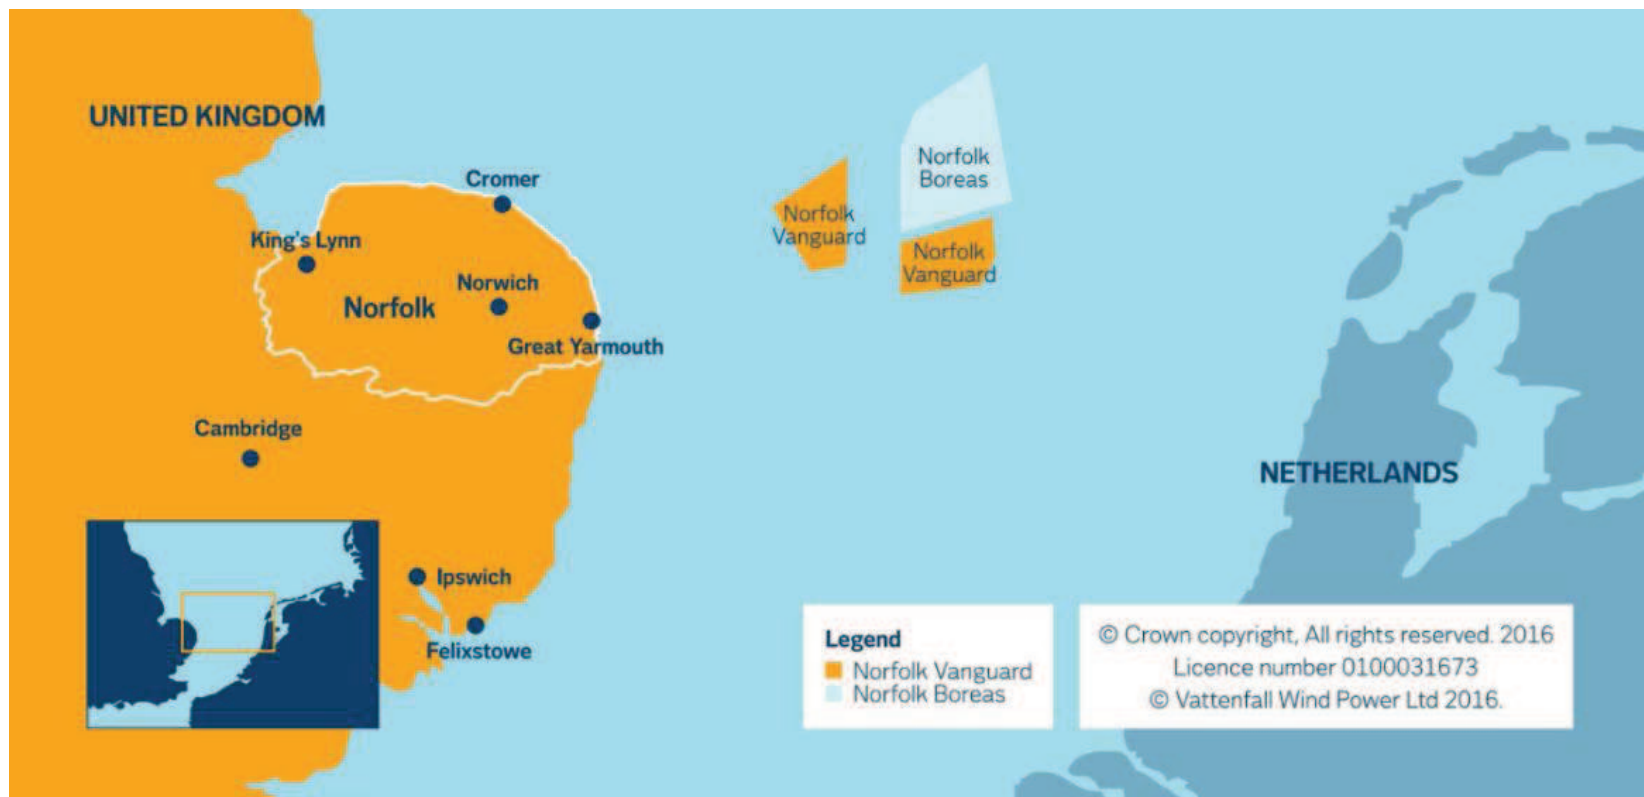 UNITED KINGDOM
Cromer
Norfolk
Boreas
Norfolk
Vanguard
King's Lynn
Norfolk
Vanguard
Norwich
Norfolk
Great Yarmouth
Cambridge
NETHERLANDS
Ipswich
Felixstowe
Legend
Norfolk Vanguard
Norfolk Boreas
© Crown copyright, All rights reserved. 2016
Licence number 0100031673
© Vattenfall Wind Power Ltd 2016.